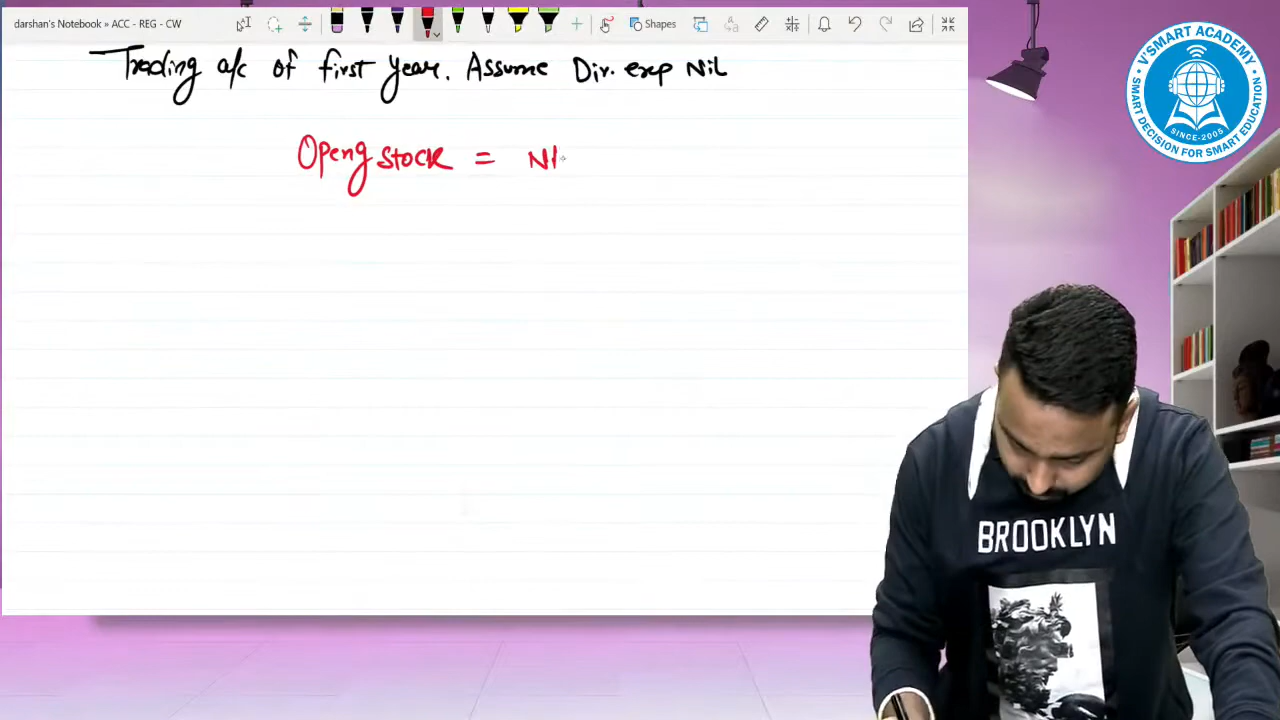 darshan's Notebook » ACC - REG - CW
Shapes
Trading a/c of first Year. Assume Dir. exp Nil
Openg stock = NI
V'SMART ACADEMY
SMART DECISION FOR SMART EDUCATION
SINCE-2005
BROOKLYN